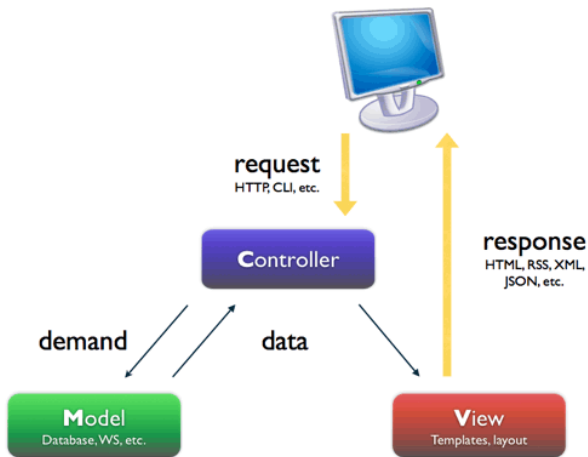 request
HTTP, CLI, etc.
response
HTML, RSS, XML,
JSON, etc.
Controller
demand
data
Model
Database, WS, etc.
View
Templates, layout